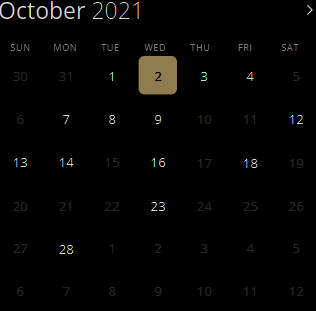 October 2021 >
SUN MON TUE WED THU FRI SAT
30 31 1 2 3 4 5
6 7 8 9 10 11 12
13 14 15 16 17 18 19
20 21 22 23 24 25 26
27 28 1 2 3 4 5
6 7 8 9 10 11 12